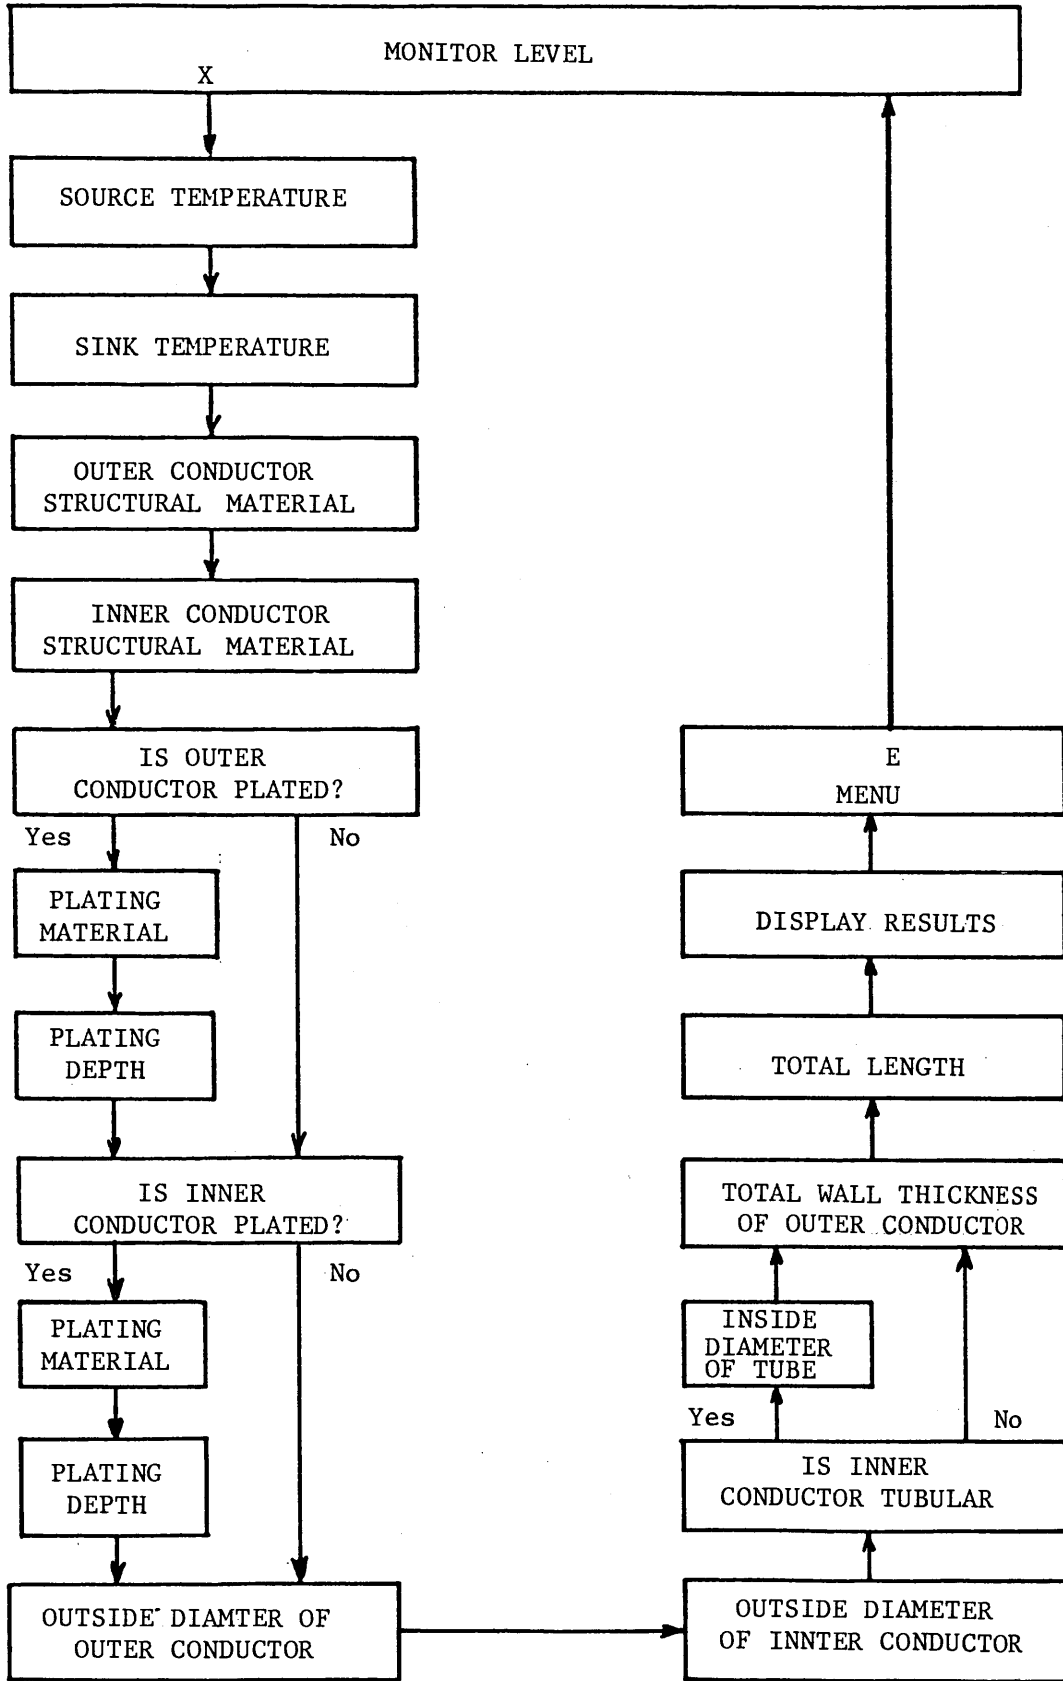 MONITOR LEVEL
X
SOURCE TEMPERATURE
SINK TEMPERATURE
OUTER CONDUCTOR
STRUCTURAL MATERIAL
INNER CONDUCTOR
STRUCTURAL MATERIAL
IS OUTER
CONDUCTOR PLATED?
Yes
No
PLATING
MATERIAL
PLATING
DEPTH
IS INNER
CONDUCTOR PLATED?
Yes
No
PLATING
MATERIAL
PLATING
DEPTH
OUTSIDE DIAMTER OF
OUTER CONDUCTOR
OUTSIDE DIAMETER
OF INNTER CONDUCTOR
IS INNER
CONDUCTOR TUBULAR
Yes
No
INSIDE
DIAMETER
OF TUBE
TOTAL WALL THICKNESS
OF OUTER CONDUCTOR
TOTAL LENGTH
DISPLAY RESULTS
E
MENU